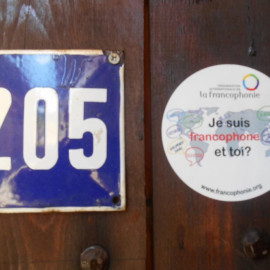 205
la francophonie
Je suis
francophone
et toi?
www.francophonie.org